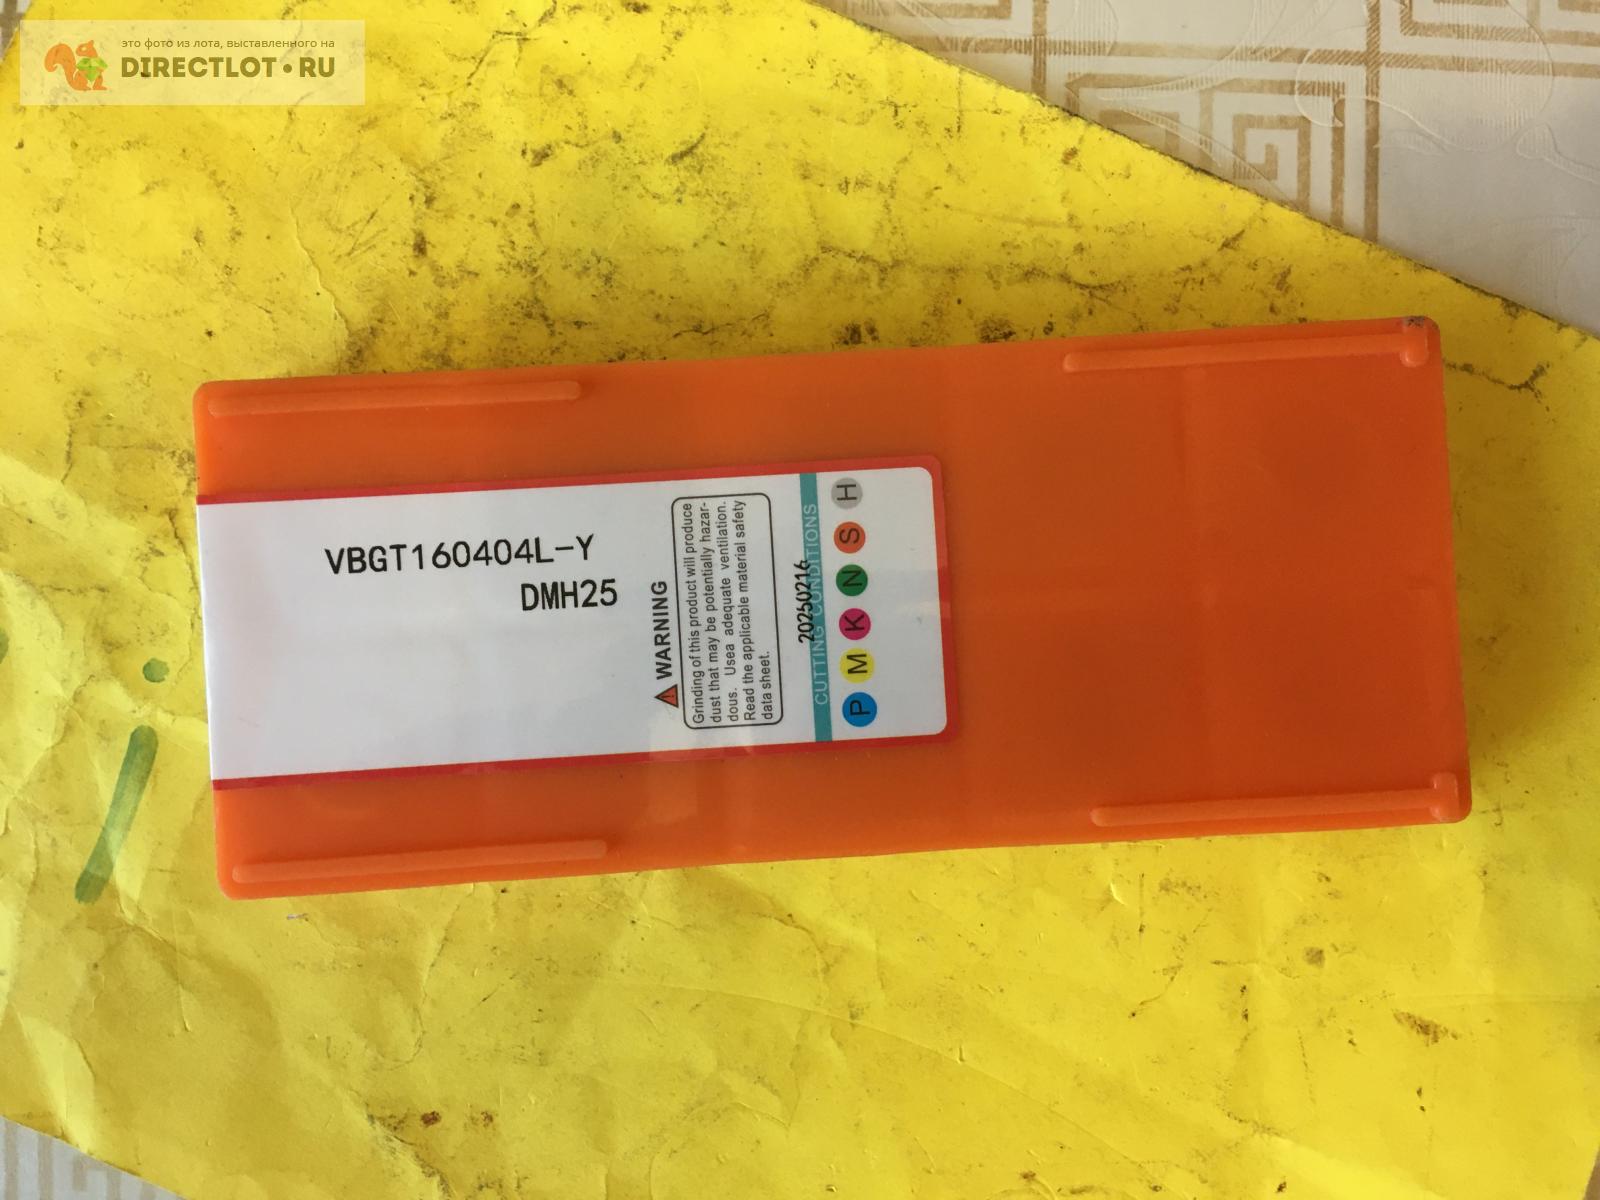 это фото из лота, выставленного на
DIRECTLOT•RU
VBGT160404L-Y
DMH25
WARNING
Grinding of this product will produce
dust that may be potentially hazar-
dous. Usea adequate ventilation.
Read the applicable material safety
data sheet.
20250216
CUTTING CONDITIONS
P M K N S H